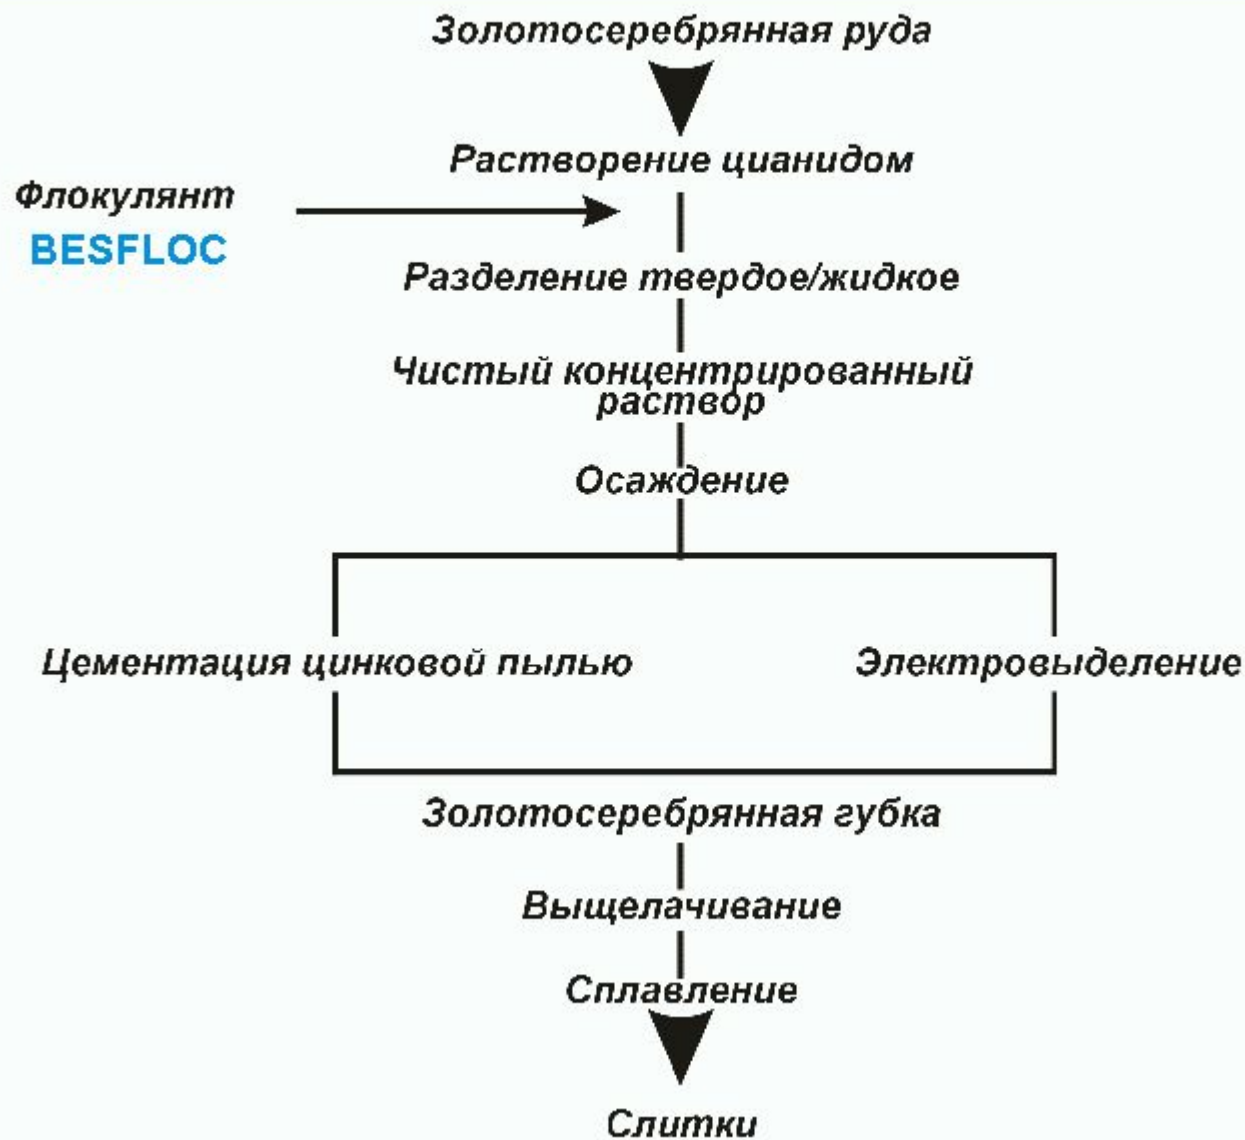 Золотосеребрянная руда
Растворение цианидом
Флокулянт
BESFLOC
Разделение твердое/жидкое
Чистый концентрированный
раствор
Осаждение
Цементация цинковой пылью
Электровыделение
Золотосеребрянная губка
Выщелачивание
Сплавление
Слитки